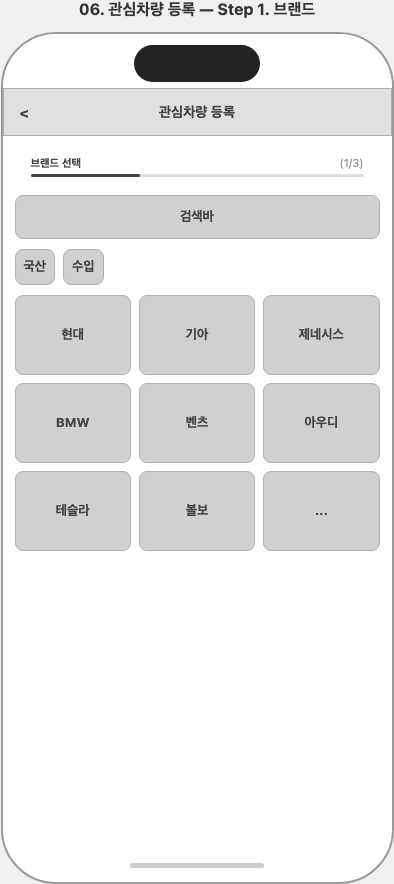 06. 관심차량 등록 — Step 1. 브랜드
< 관심차량 등록
브랜드 선택 (1/3)
검색바
국산 수입
현대 기아 제네시스
BMW 벤츠 아우디
테슬라 볼보 ...